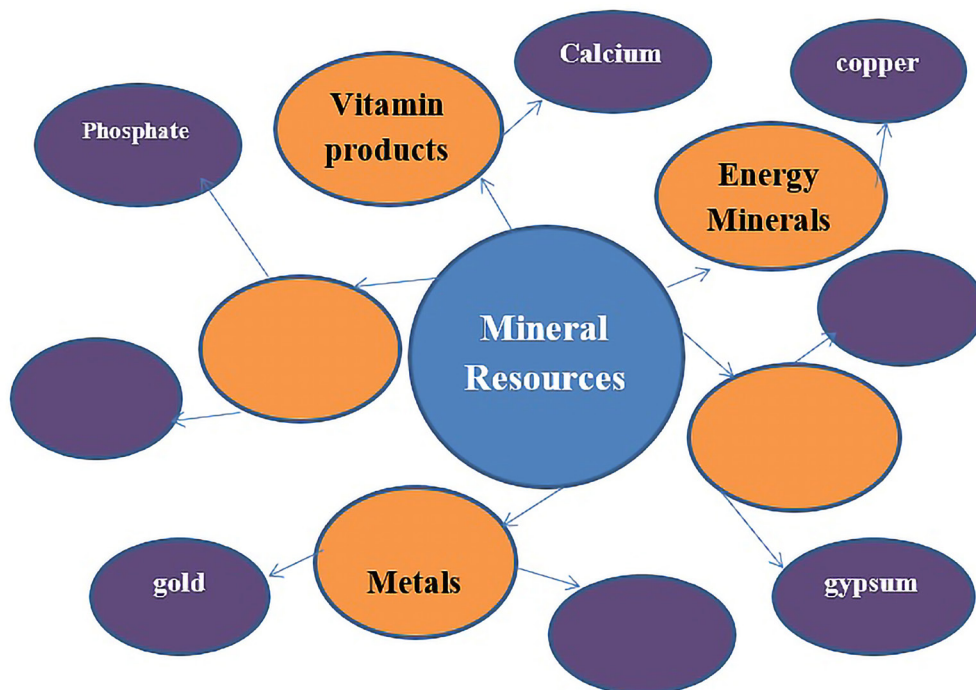 Calcium
copper
Vitamin
products
Phosphate
Energy
Minerals
Mineral
Resources
gold
Metals
gypsum